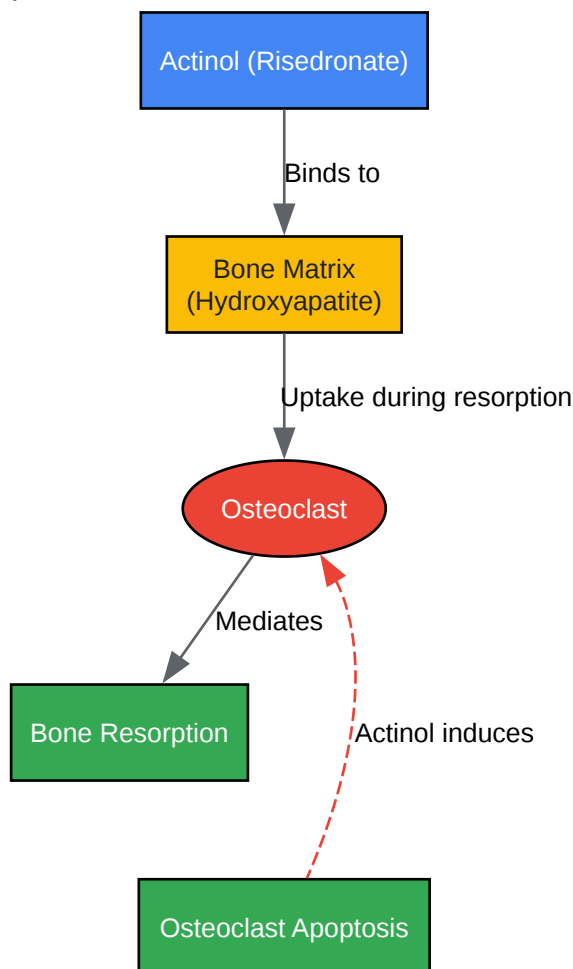 Actinol (Risedronate)
Binds to
Bone Matrix
(Hydroxyapatite)
Uptake during resorption
Osteoclast
Mediates
Bone Resorption
Actinol induces
Osteoclast Apoptosis